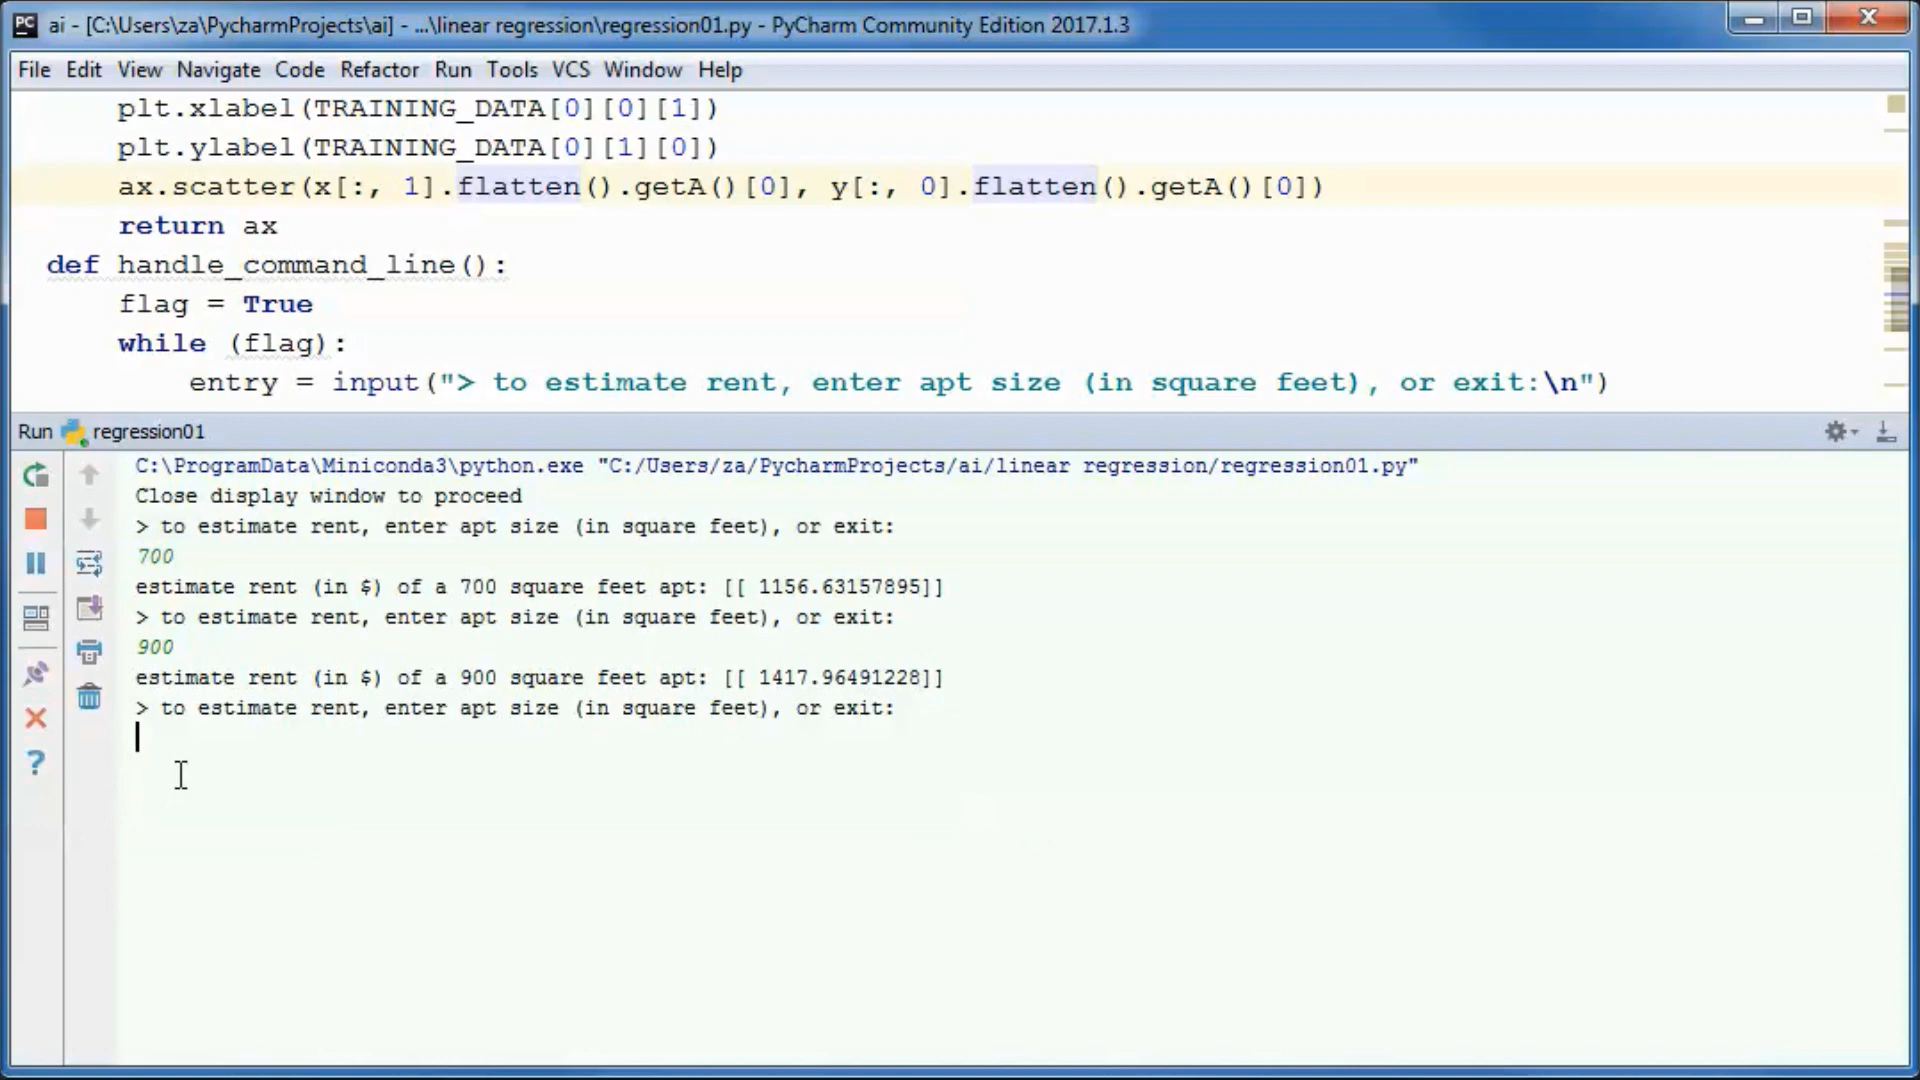 PC ai - [C:\Users\za\PycharmProjects\ai] - ...\linear regression\regression01.py - PyCharm Community Edition 2017.1.3
File Edit View Navigate Code Refactor Run Tools VCS Window Help
plt.xlabel(TRAINING_DATA[0][0][1])
plt.ylabel(TRAINING_DATA[0][1][0])
ax.scatter(x[:, 1].flatten().getA()[0], y[:, 0].flatten().getA()[0])
return ax
def handle_command_line():
flag = True
while (flag):
entry = input("> to estimate rent, enter apt size (in square feet), or exit:\n")
Run regression01
C:\ProgramData\Miniconda3\python.exe "C:/Users/za/PycharmProjects/ai/linear regression/regression01.py"
Close display window to proceed
> to estimate rent, enter apt size (in square feet), or exit:
700
estimate rent (in $) of a 700 square feet apt: [[ 1156.63157895]]
> to estimate rent, enter apt size (in square feet), or exit:
900
estimate rent (in $) of a 900 square feet apt: [[ 1417.96491228]]
> to estimate rent, enter apt size (in square feet), or exit: